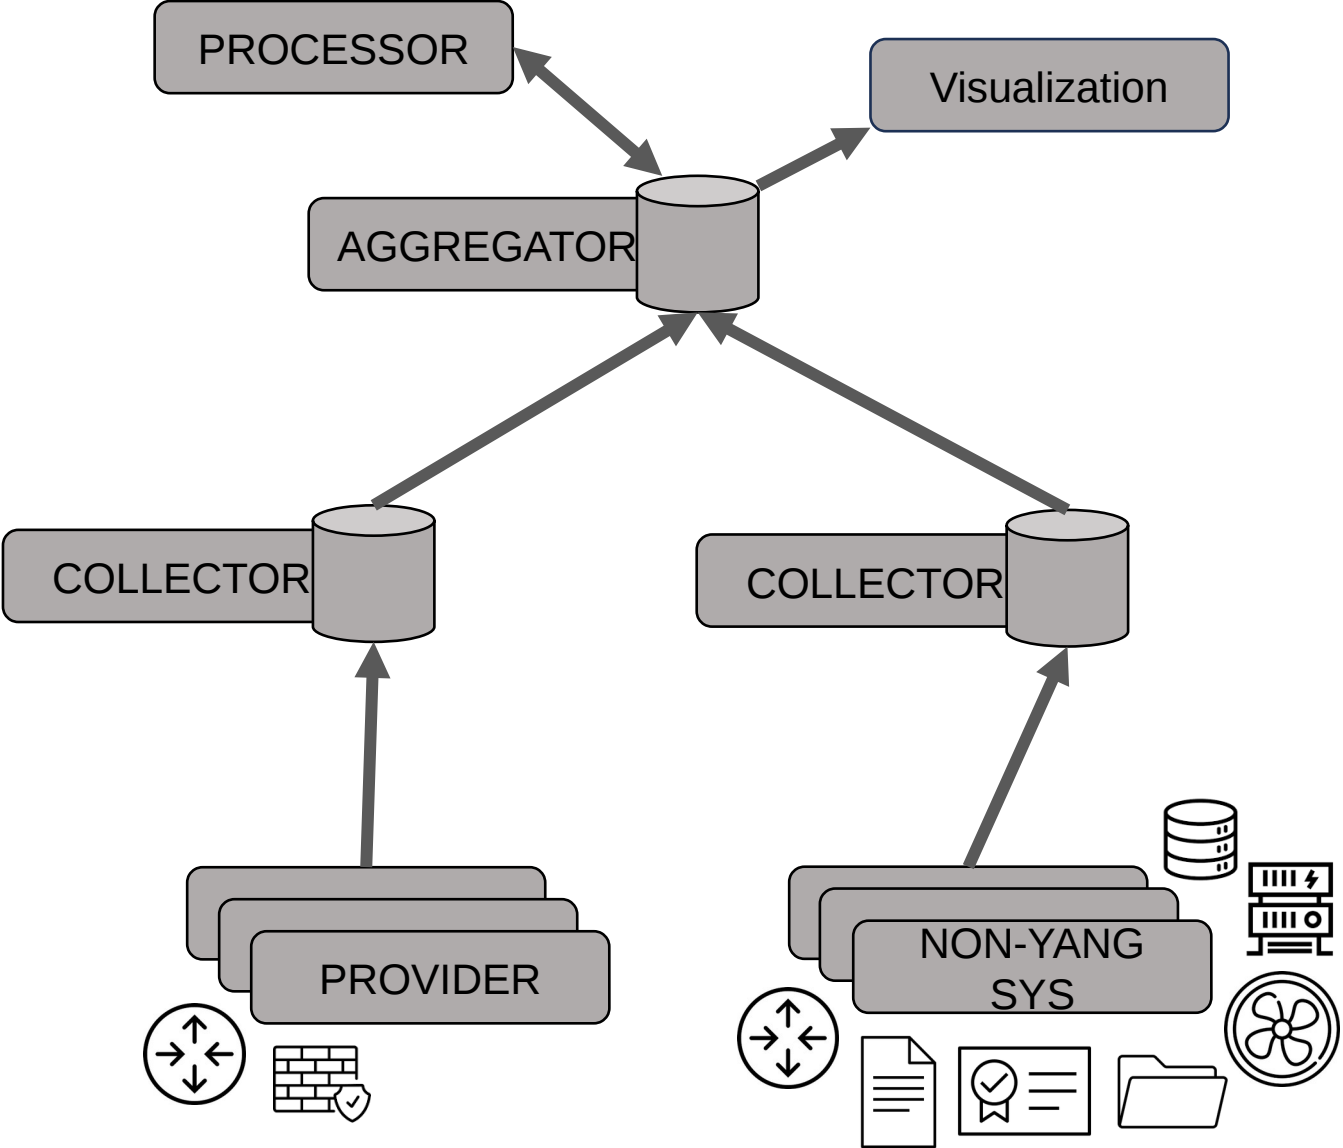 PROCESSOR
Visualization
AGGREGATOR
COLLECTOR
COLLECTOR
PROVIDER
NON-YANG
SYS